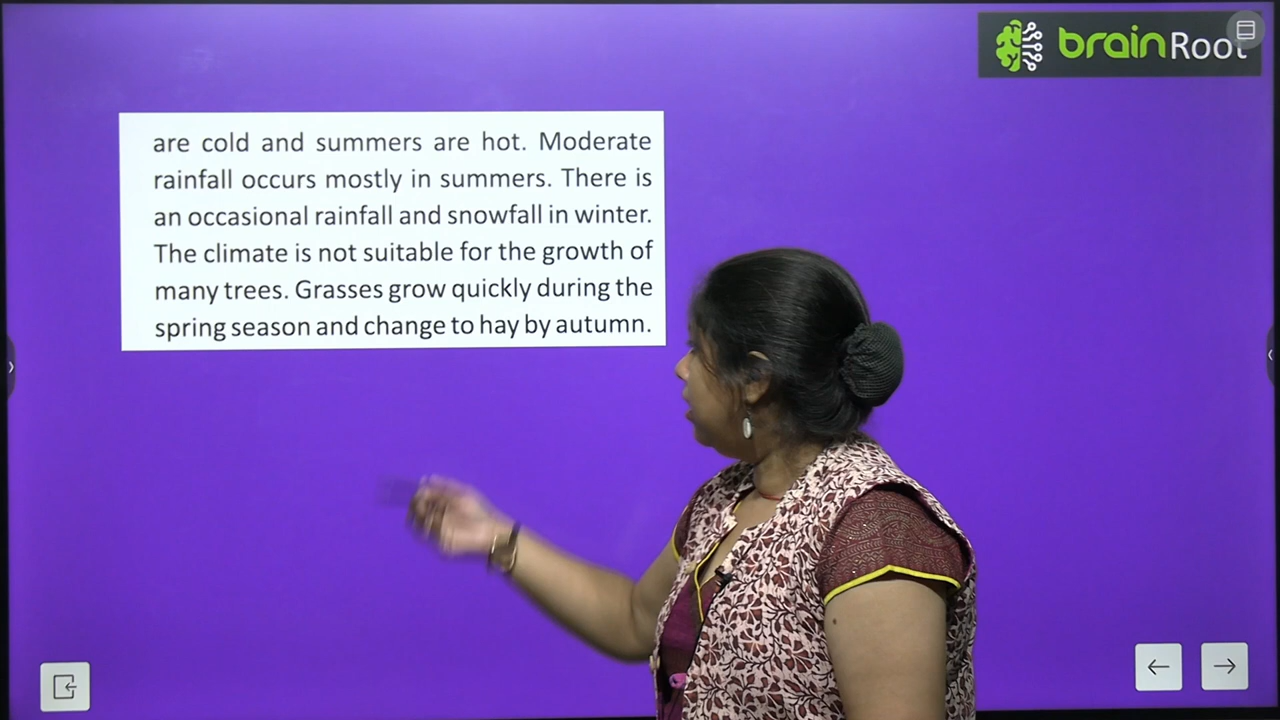 brainRoot
are cold and summers are hot. Moderate
rainfall occurs mostly in summers. There is
an occasional rainfall and snowfall in winter.
The climate is not suitable for the growth of
many trees. Grasses grow quickly during the
spring season and change to hay by autumn.